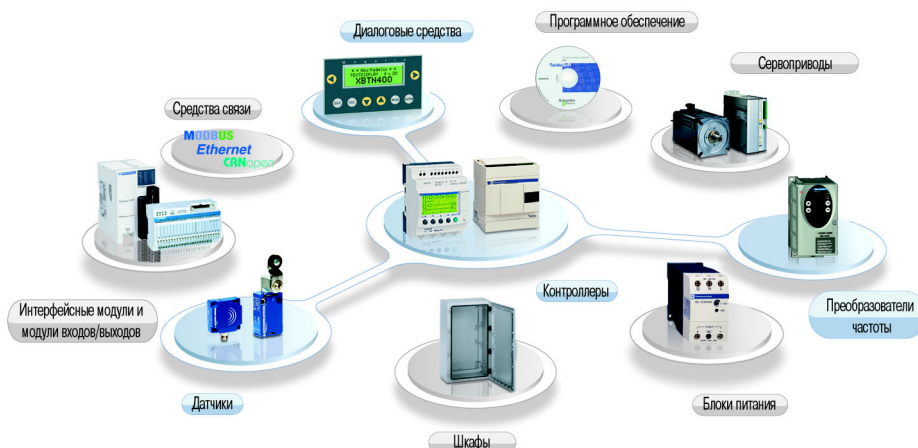 Диалоговые средства
Программное обеспечение
Сервоприводы
Средства связи
MODBUS
Ethernet
CANopen
XBTN400
Контроллеры
Интерфейсные модули и
модули входов/выходов
Преобразователи
частоты
Датчики
Блоки питания
Шкафы